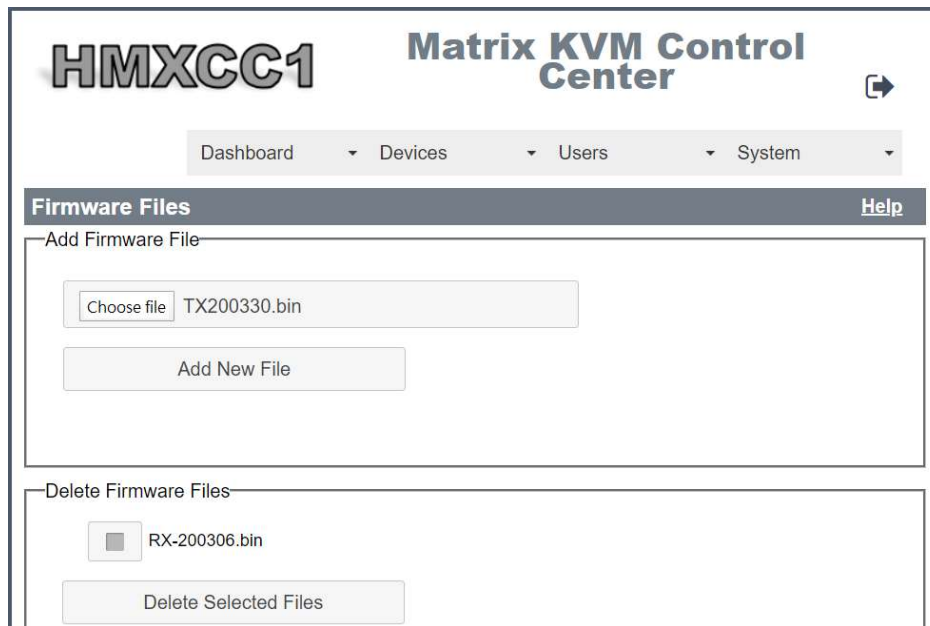 HMXCC1
Matrix KVM Control
Center
Dashboard Devices Users System
Firmware Files Help
Add Firmware File
Choose file TX200330.bin
Add New File
Delete Firmware Files
RX-200306.bin
Delete Selected Files